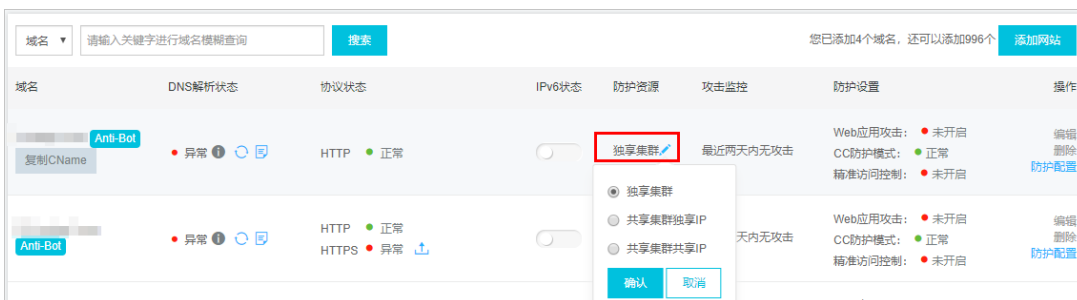 域名 ▼ 请输入关键字进行域名模糊查询 搜索 您已添加4个域名，还可以添加996个 添加网站
域名 DNS解析状态 协议状态 IPv6状态 防护资源 攻击监控 防护设置 操作
Anti-Bot
复制CName
异常
HTTP 正常
独享集群
最近两天内无攻击
Web应用攻击： 未开启
CC防护模式： 正常
精准访问控制： 未开启
编辑
删除
防护配置
独享集群
共享集群独享IP
共享集群共享IP
确认 取消
Anti-Bot
异常
HTTP 正常
HTTPS 异常
天内无攻击
Web应用攻击： 未开启
CC防护模式： 正常
精准访问控制： 未开启
编辑
删除
防护配置